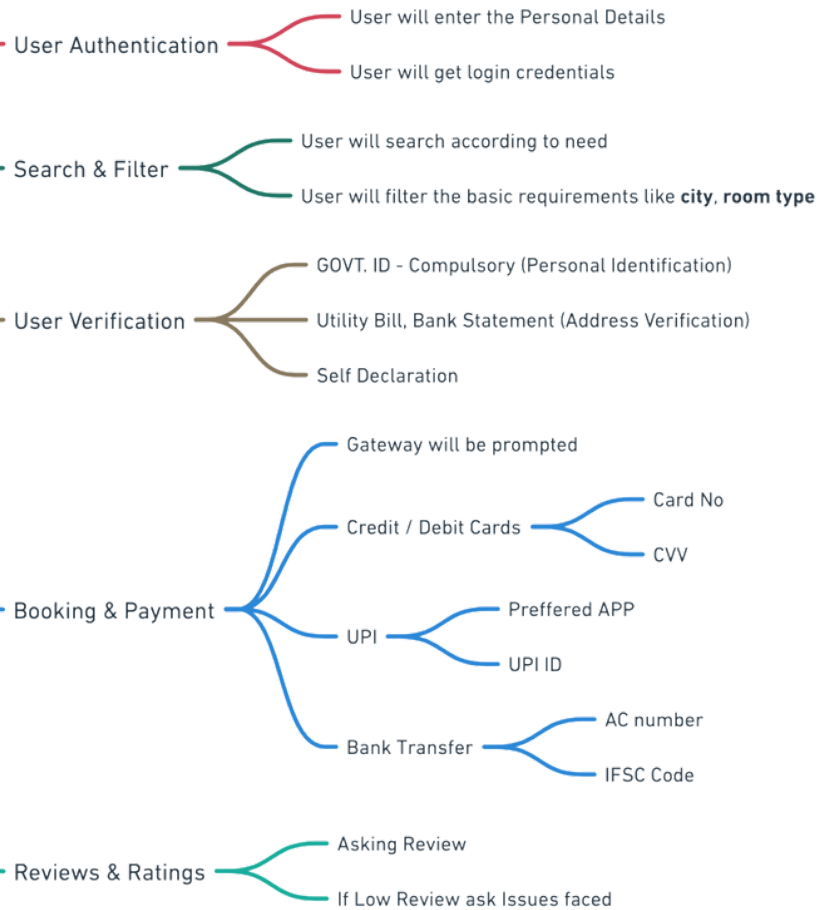 User will enter the Personal Details
User Authentication
User will get login credentials
User will search according to need
Search & Filter
User will filter the basic requirements like city, room type
GOVT. ID - Compulsory (Personal Identification)
User Verification
Utility Bill, Bank Statement (Address Verification)
Self Declaration
Gateway will be prompted
Card No
Credit / Debit Cards
CVV
Booking & Payment
Preffered APP
UPI
UPI ID
AC number
Bank Transfer
IFSC Code
Asking Review
Reviews & Ratings
If Low Review ask Issues faced